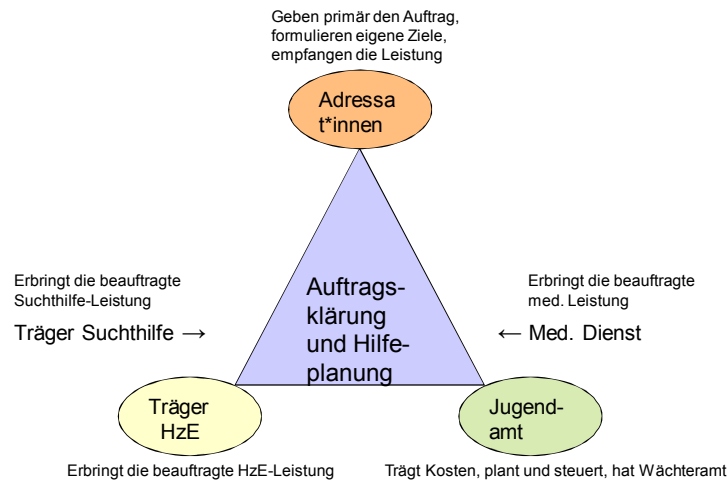 Geben primär den Auftrag,
formulieren eigene Ziele,
empfangen die Leistung
Adressa
t*innen
Erbringt die beauftragte
Suchthilfe-Leistung
Träger Suchthilfe →
Auftrags-
klärung
und Hilfe-
planung
Erbringt die beauftragte
med. Leistung
← Med. Dienst
Träger
HzE
Jugend-
amt
Erbringt die beauftragte HzE-Leistung
Trägt Kosten, plant und steuert, hat Wächteramt